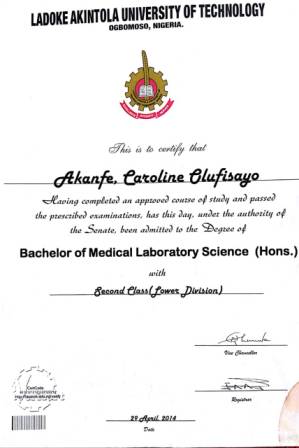 LADOKE AKINTOLA UNIVERSITY OF TECHNOLOGY
OGBOMOSO, NIGERIA.
This is to certify that
Akanfe, Caroline Olufisayo
Having completed an approved course of study and passed
the prescribed examinations, has this day, under the authority of
the Senate, been admitted to the Degree of
Bachelor of Medical Laboratory Science (Hons.)
with
Second Class(Lower Division)
Vice Chancellor
Registrar
CertCode
29 April, 2014
Date